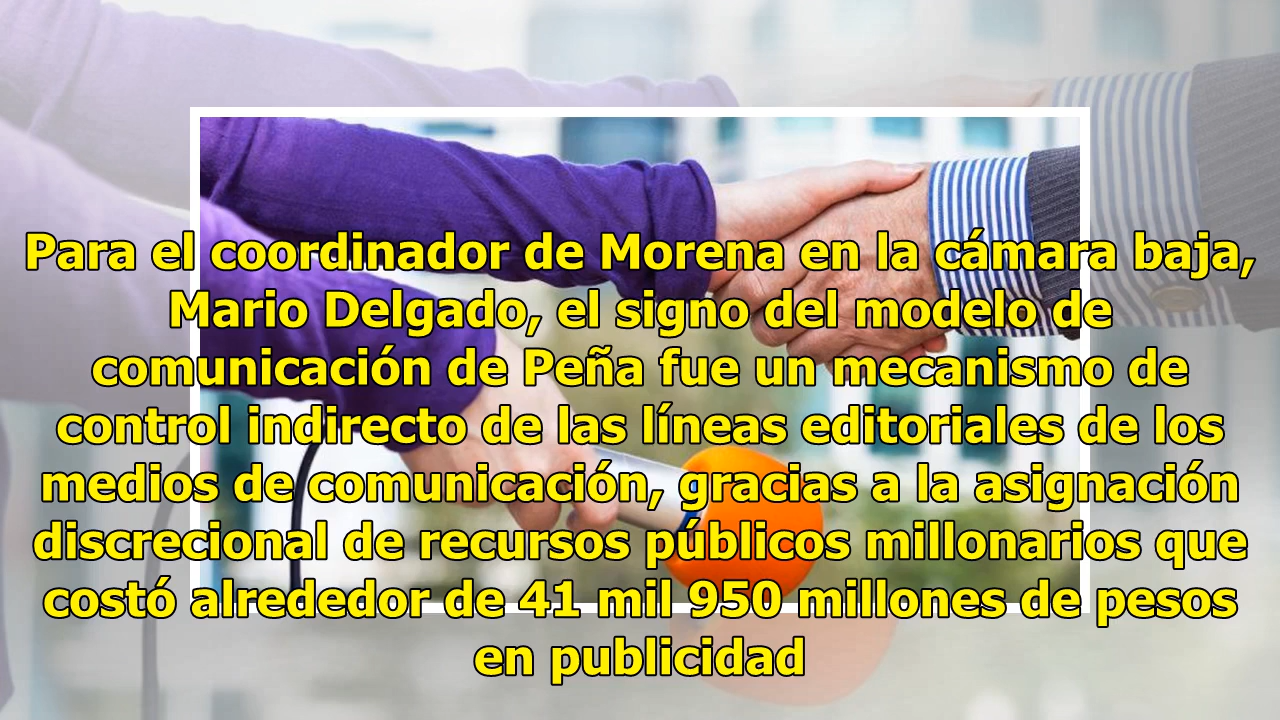 Para el coordinador de Morena en la cámara baja,
Mario Delgado, el signo del modelo de
comunicación de Peña fue un mecanismo de
control indirecto de las líneas editoriales de los
medios de comunicación, gracias a la asignación
discrecional de recursos públicos millonarios que
costó alrededor de 41 mil 950 millones de pesos
en publicidad